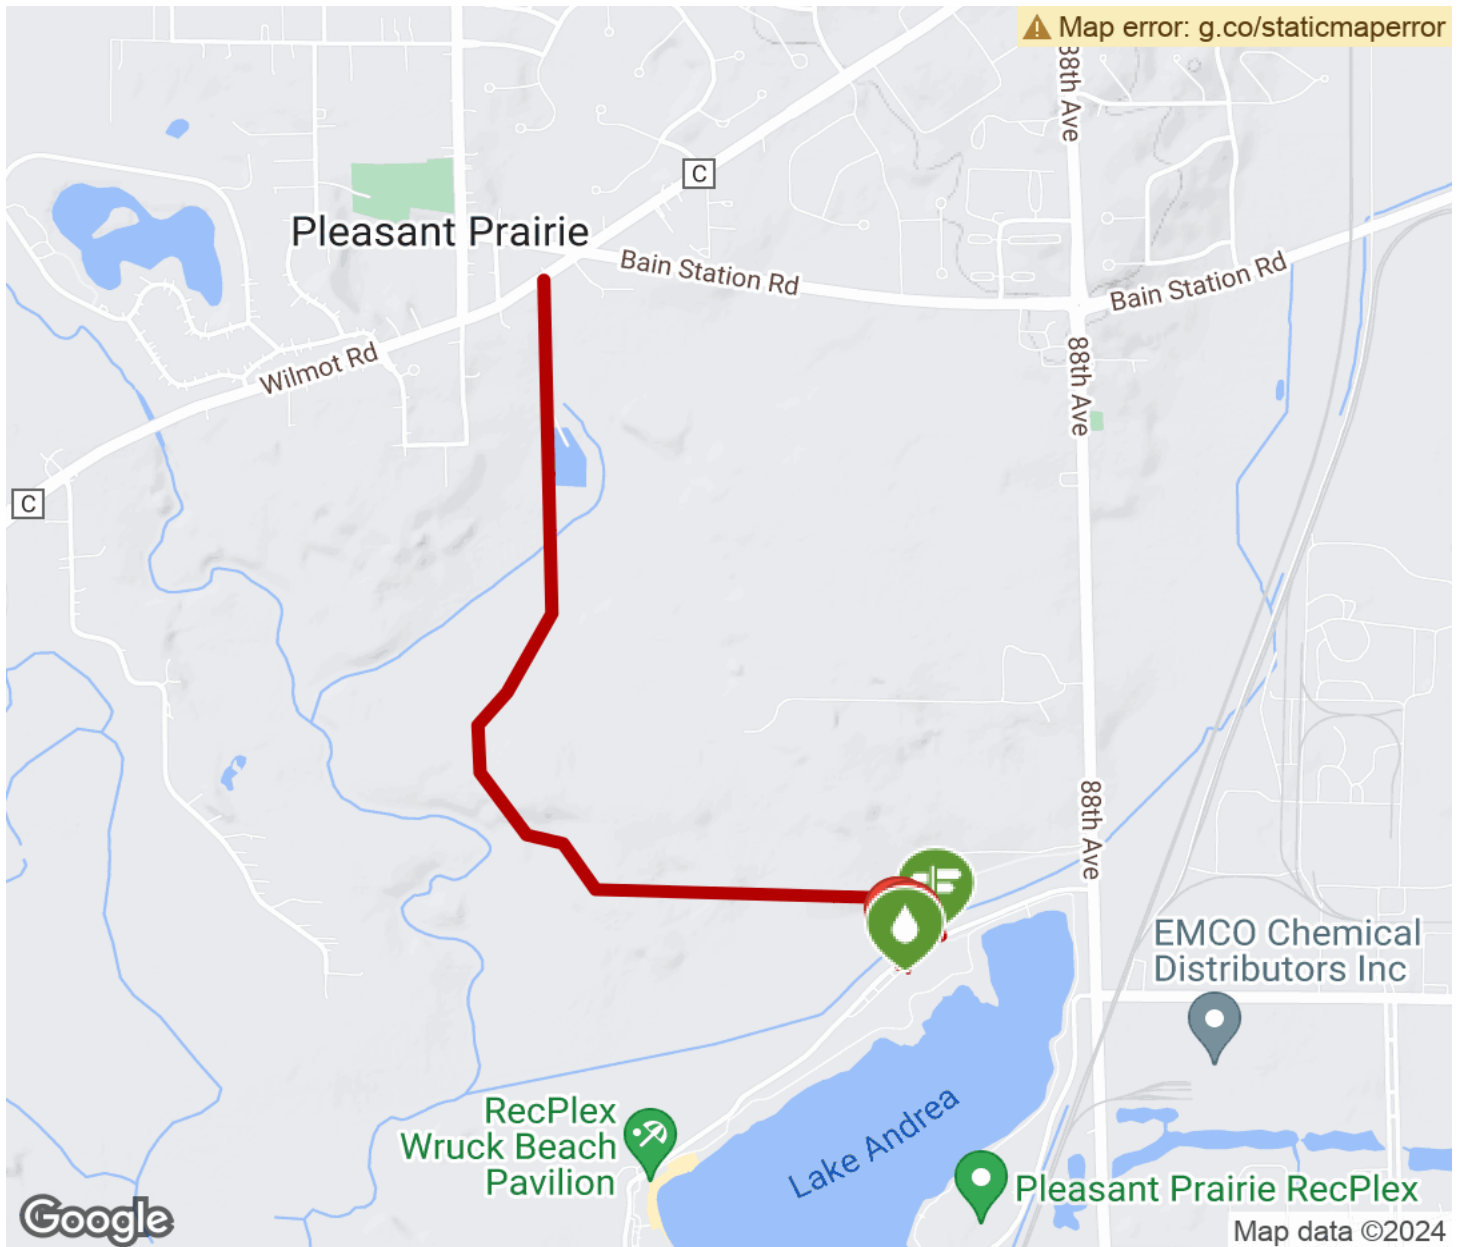 Map error: g.co/staticmaperror
88th Ave
C
Pleasant Prairie
Bain Station Rd
Bain Station Rd
Wilmot Rd
88th Ave
C
88th Ave
EMCO Chemical
Distributors Inc
RecPlex
Wruck Beach
Pavilion
Lake Andrea
Pleasant Prairie RecPlex
Google
Map data ©2024